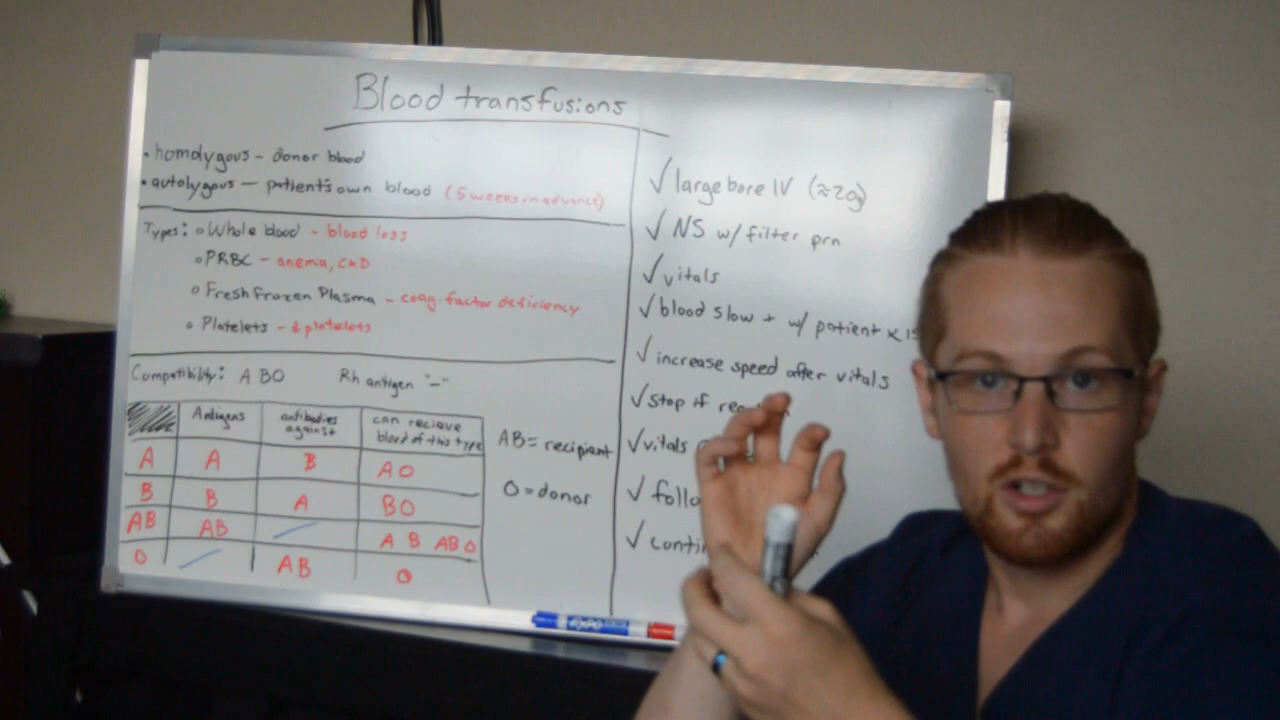 Blood transfusions
• homolygous - donor blood
• autolygous - patient's own blood (5 weeks in advance)
Types: o Whole blood - blood loss
o PRBC - anemia, CKD
o Fresh Frozen Plasma - coag. factor deficiency
o Platelets - ↓ platelets
Compatibility: A BO Rh antigen "-"
Antigens antibodies against can recieve blood of this type
A A B A O
B B A B O
AB AB A B AB O
O AB O
AB = recipient
O = donor
√ large bore IV (≈20g)
√ NS w/ filter prn
√ vitals
√ blood slow + w/ patient x 15
√ increase speed after vitals
√ stop if
√ vitals
√
√
EXPO